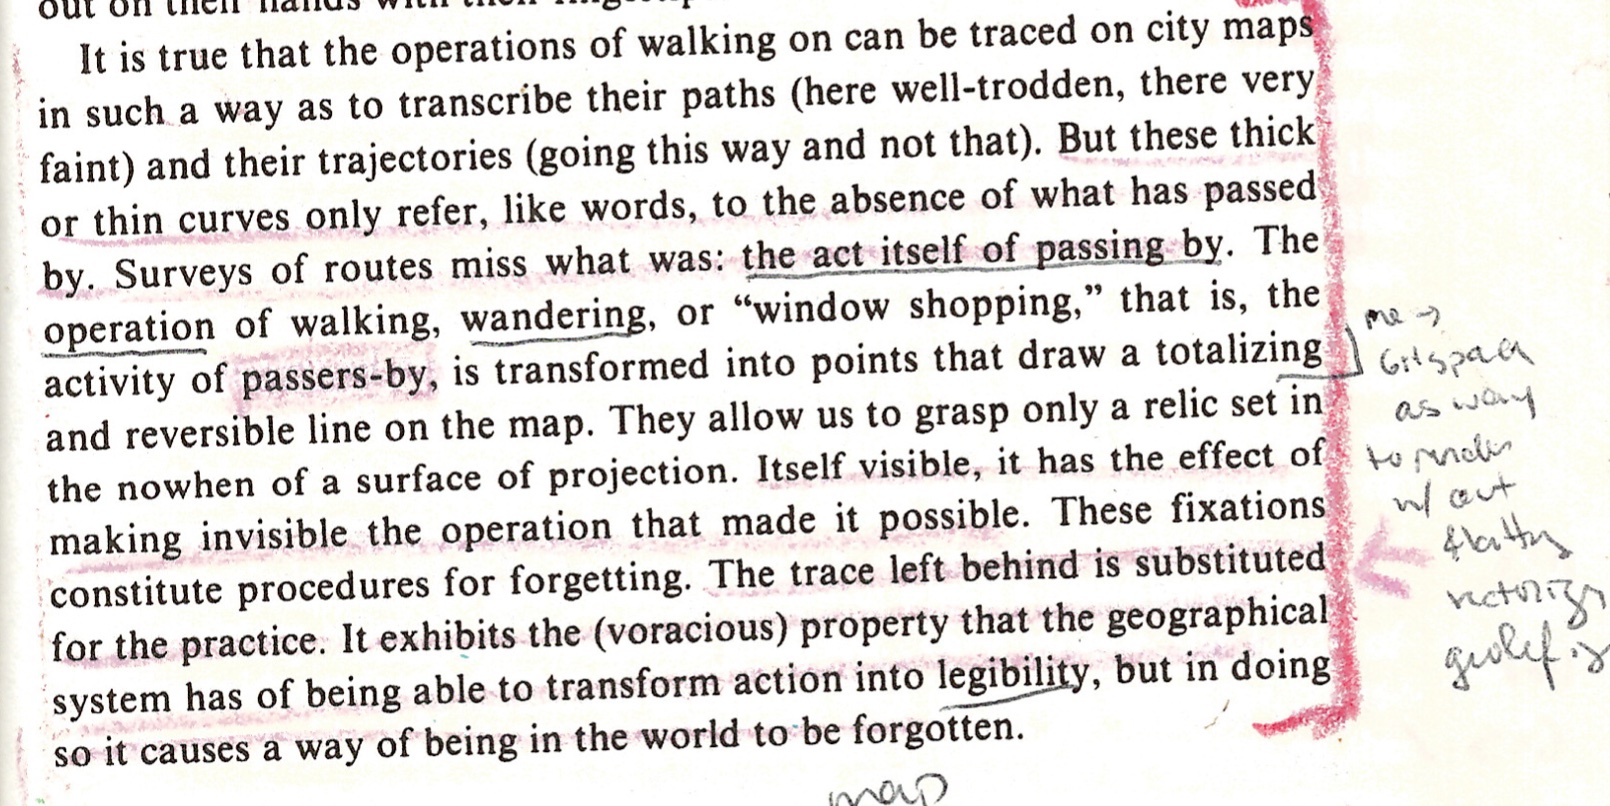 out on their hands with their
It is true that the operations of walking on can be traced on city maps
in such a way as to transcribe their paths (here well-trodden, there very
faint) and their trajectories (going this way and not that). But these thick
or thin curves only refer, like words, to the absence of what has passed
by. Surveys of routes miss what was: the act itself of passing by. The
operation of walking, wandering, or “window shopping,” that is, the
activity of passers-by, is transformed into points that draw a totalizing
and reversible line on the map. They allow us to grasp only a relic set in
the nowhen of a surface of projection. Itself visible, it has the effect of
making invisible the operation that made it possible. These fixations
constitute procedures for forgetting. The trace left behind is substituted
for the practice. It exhibits the (voracious) property that the geographical
system has of being able to transform action into legibility, but in doing
so it causes a way of being in the world to be forgotten.
me →
as way
to
w/ out
map